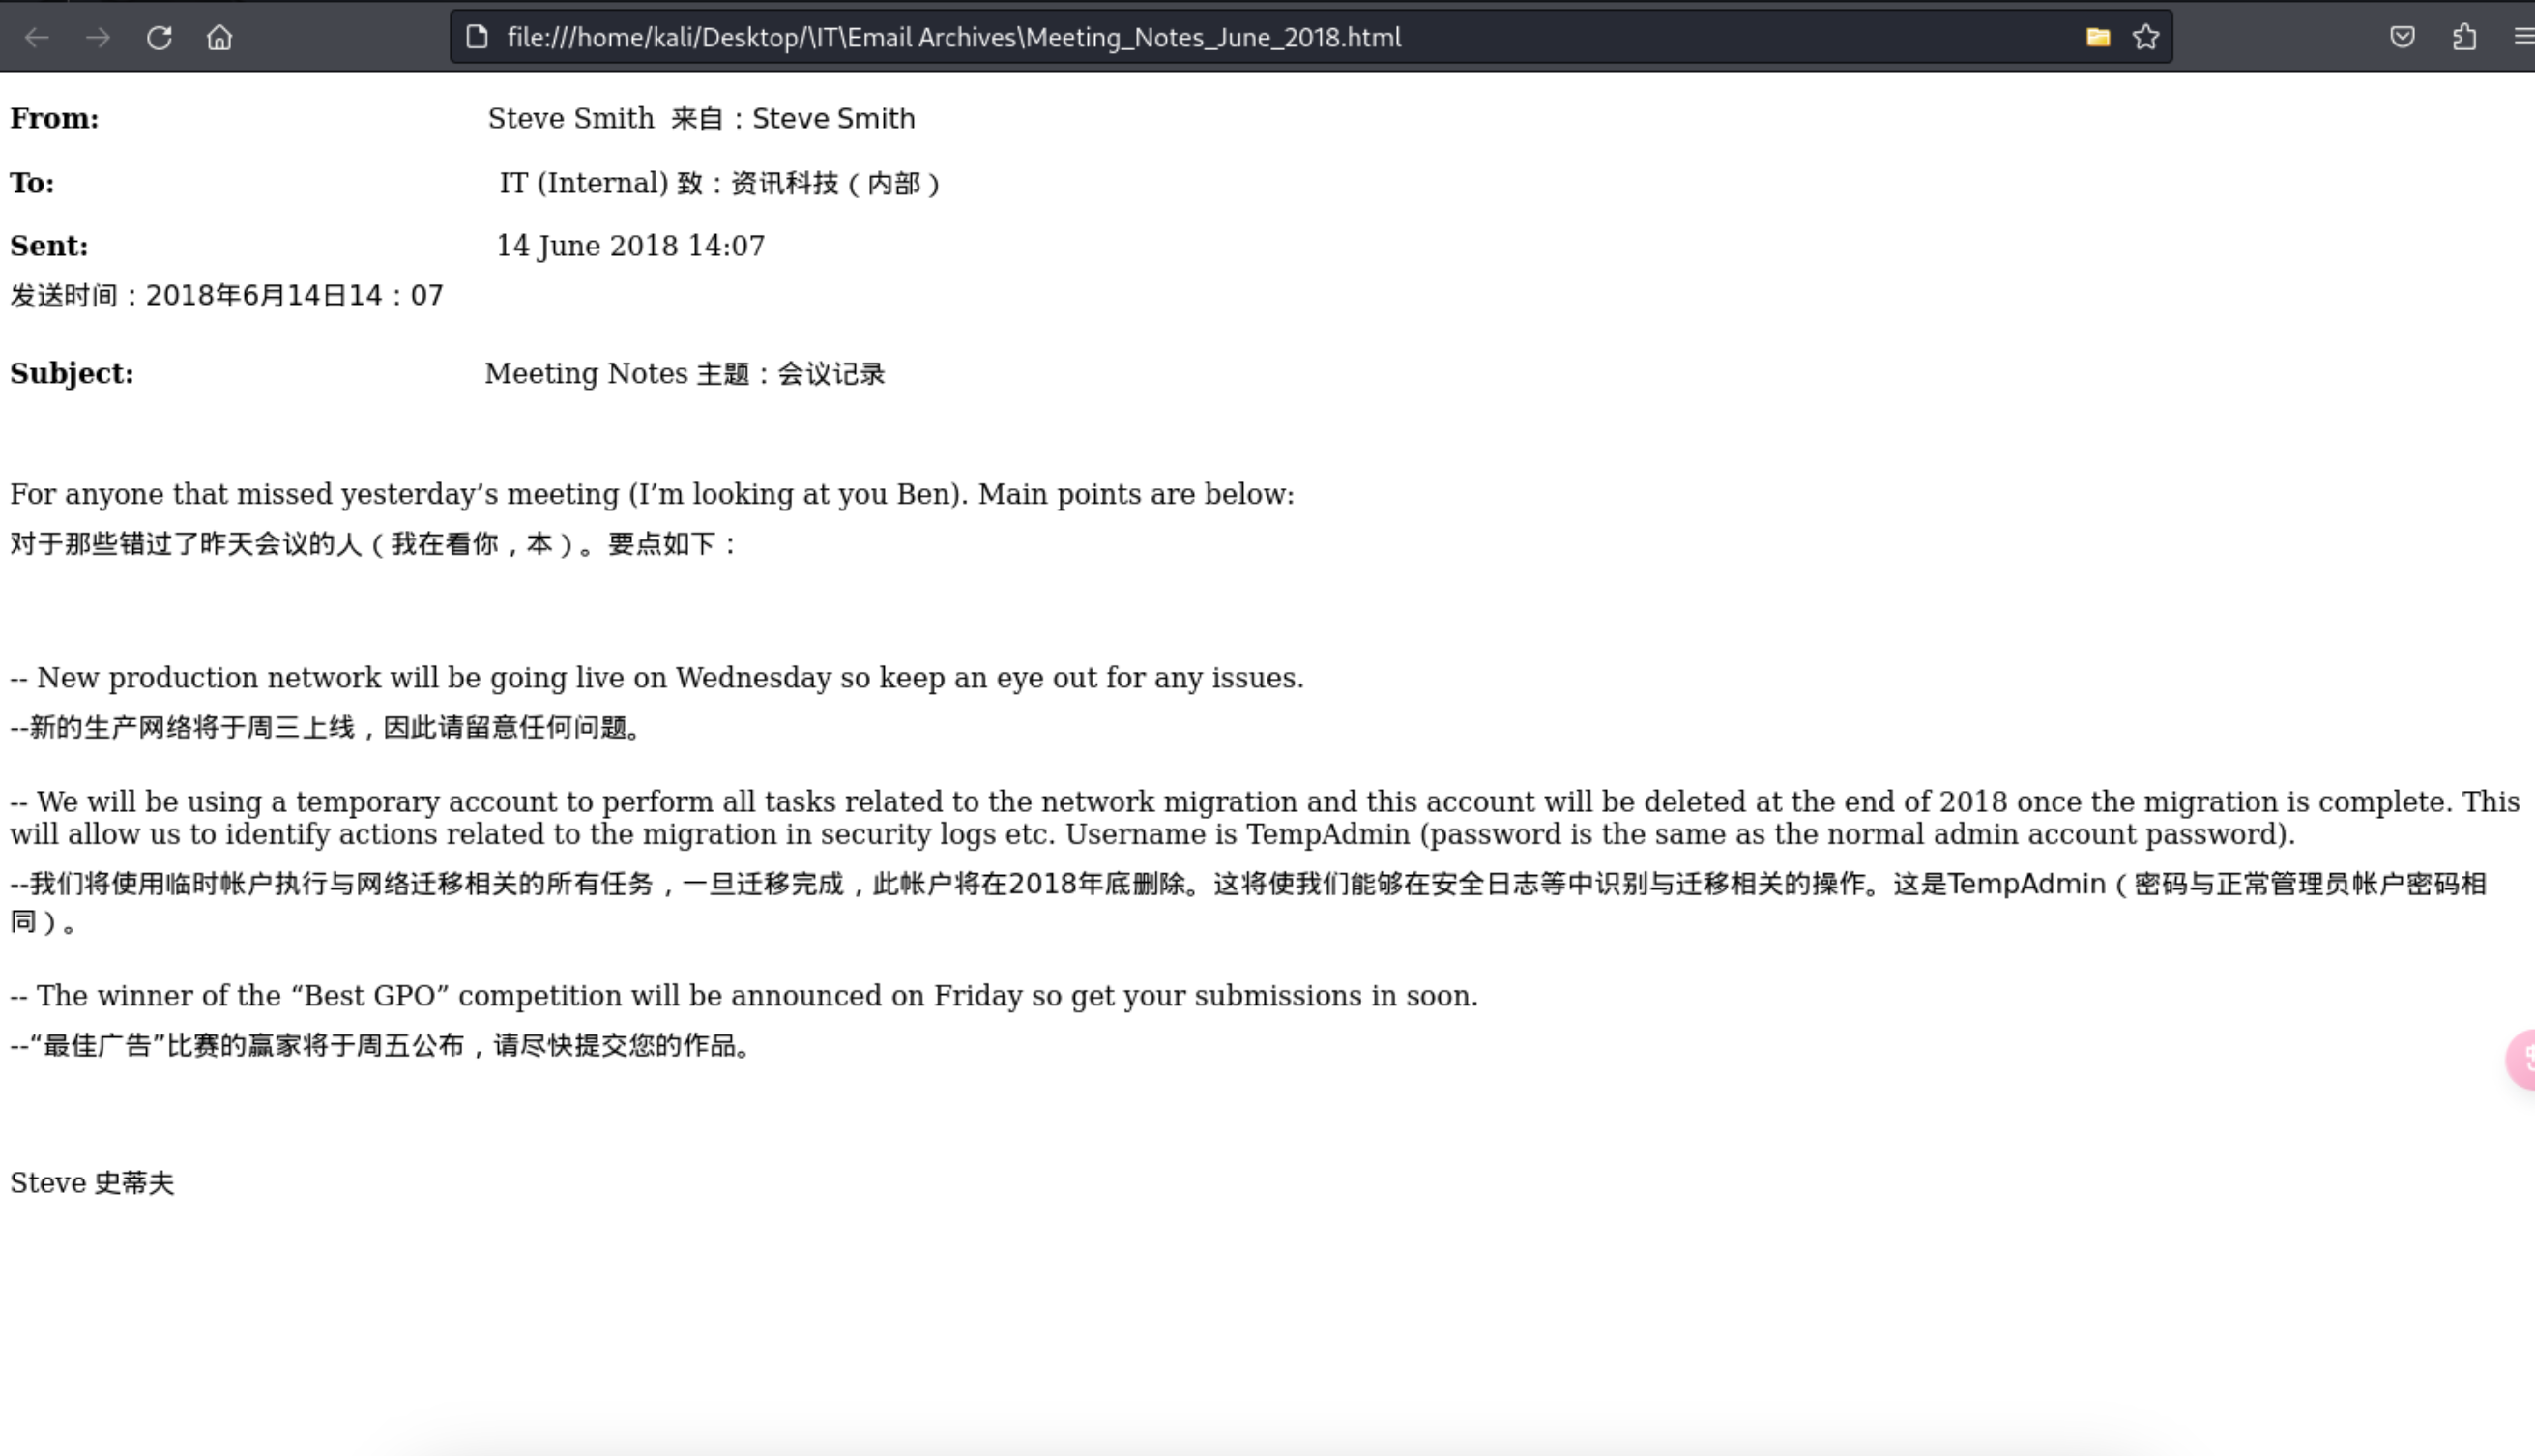 file:///home/kali/Desktop/\IT\Email Archives\Meeting_Notes_June_2018.html
From: Steve Smith 来自：Steve Smith
To: IT (Internal) 致：资讯科技（内部）
Sent: 14 June 2018 14:07
发送时间：2018年6月14日14：07
Subject: Meeting Notes 主题：会议记录
For anyone that missed yesterday’s meeting (I’m looking at you Ben). Main points are below:
对于那些错过了昨天会议的人（我在看你，本）。要点如下：
-- New production network will be going live on Wednesday so keep an eye out for any issues.
--新的生产网络将于周三上线，因此请留意任何问题。
-- We will be using a temporary account to perform all tasks related to the network migration and this account will be deleted at the end of 2018 once the migration is complete. This
will allow us to identify actions related to the migration in security logs etc. Username is TempAdmin (password is the same as the normal admin account password).
--我们将使用临时帐户执行与网络迁移相关的所有任务，一旦迁移完成，此帐户将在2018年底删除。这将使我们能够在安全日志等中识别与迁移相关的操作。这是TempAdmin（密码与正常管理员帐户密码相
同）。
-- The winner of the “Best GPO” competition will be announced on Friday so get your submissions in soon.
--“最佳广告”比赛的赢家将于周五公布，请尽快提交您的作品。
Steve 史蒂夫